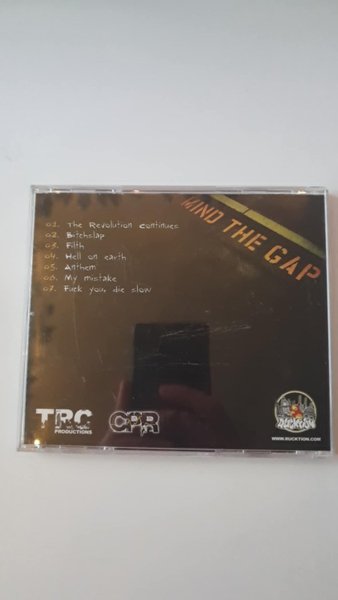 MIND THE GAP
01. The Revolution continues
02. Bitchslap
03. Filth
04. Hell on earth
05. Anthem
06. My mistake
07. Fuck you, die slow
TRC
PRODUCTIONS
CPR
RUCKTION
WWW.RUCKTION.COM